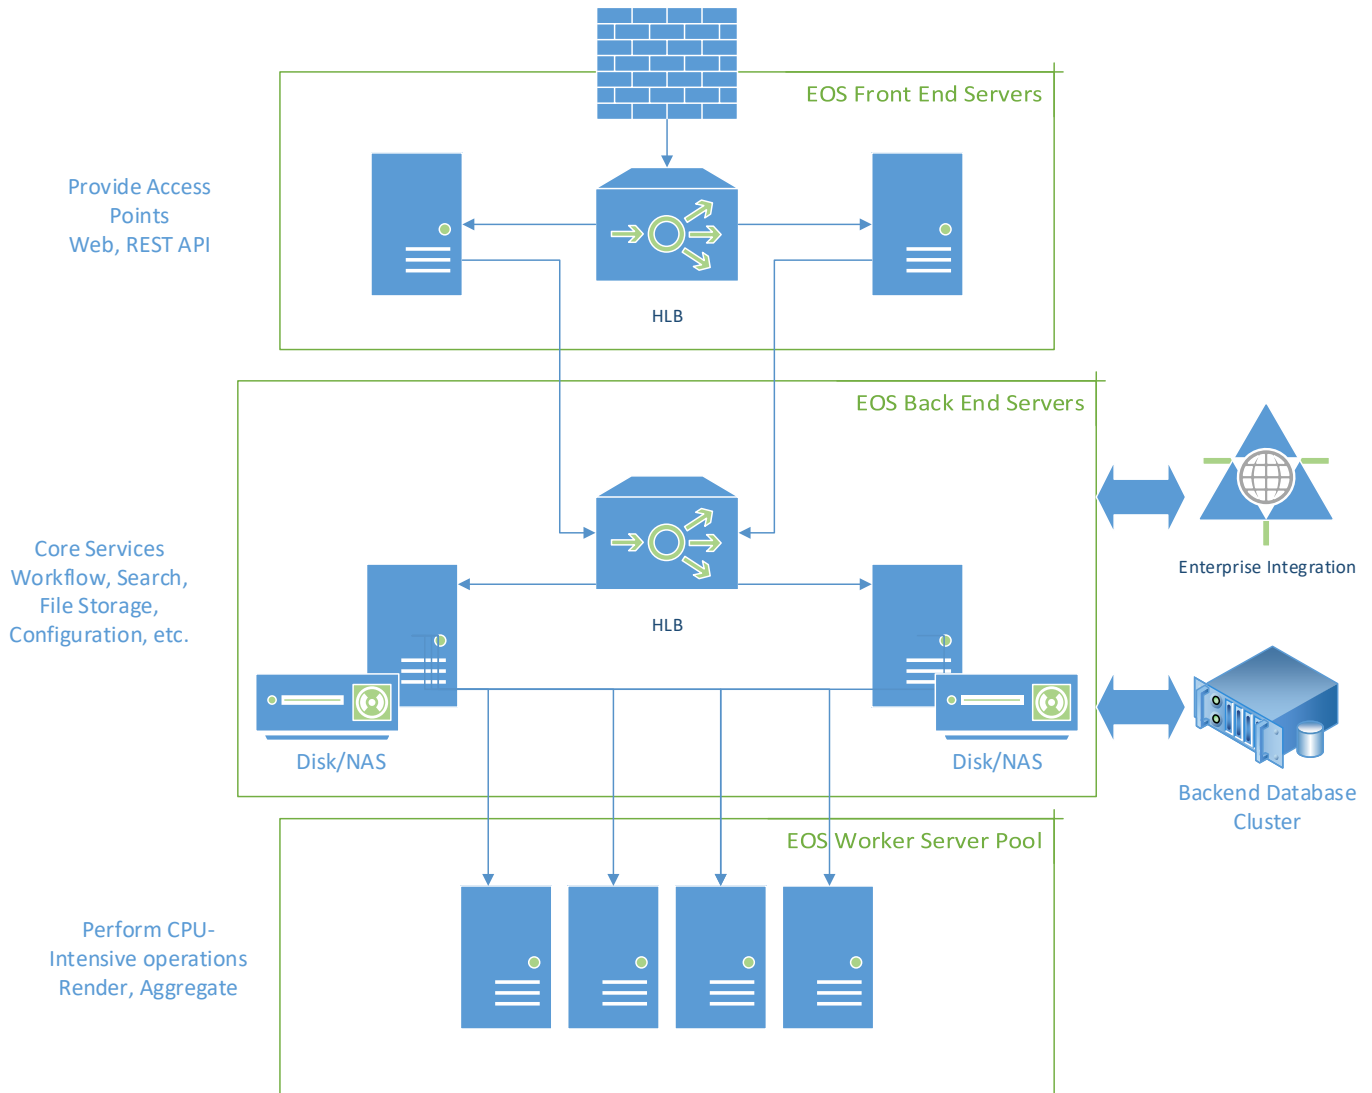 EOS Front End Servers
Provide Access
Points
Web, REST API
HLB
EOS Back End Servers
Core Services
Workflow, Search,
File Storage,
Configuration, etc.
HLB
Enterprise Integration
Disk/NAS
Disk/NAS
Backend Database
Cluster
EOS Worker Server Pool
Perform CPU-
Intensive operations
Render, Aggregate